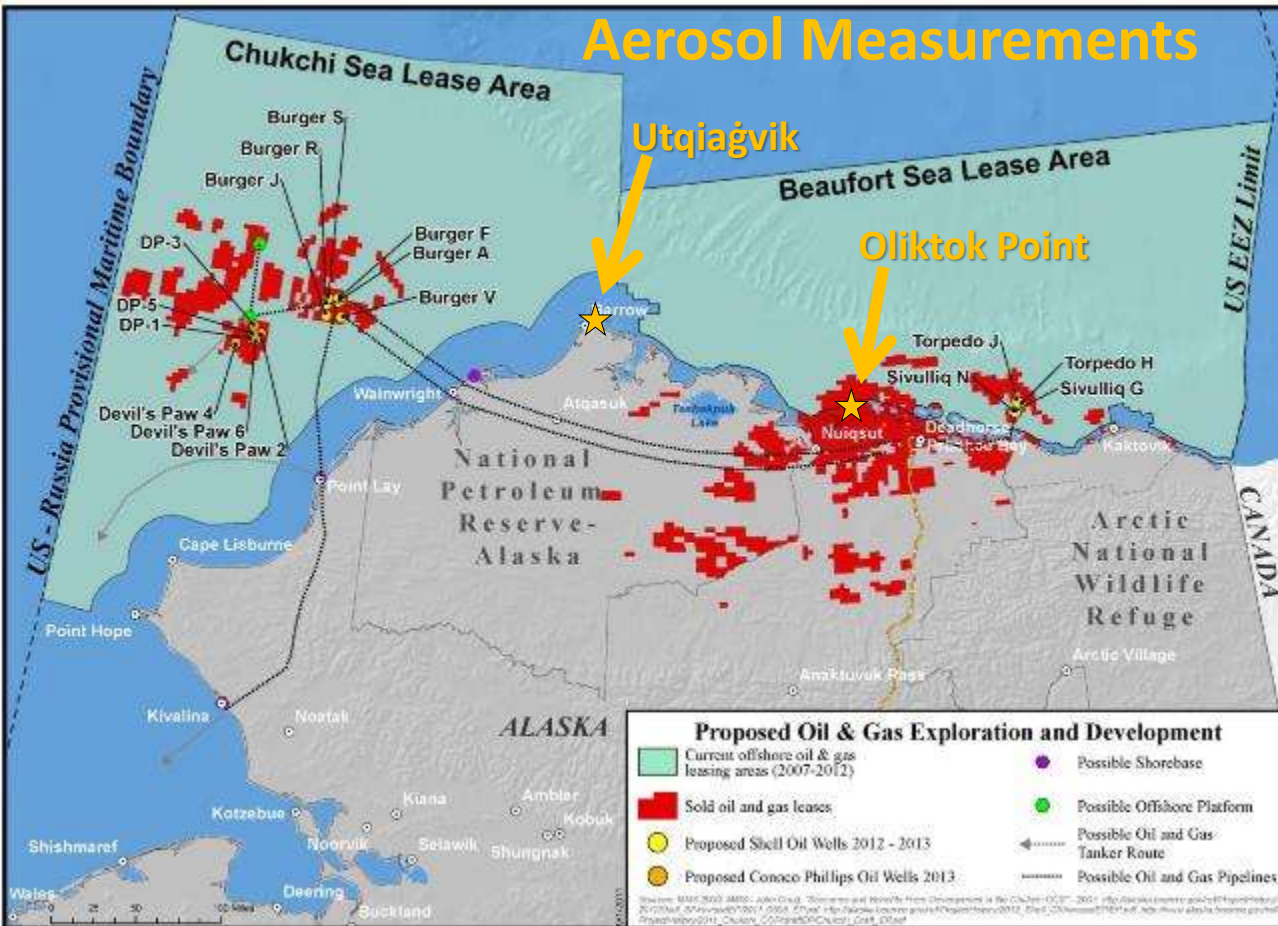 Aerosol Measurements
Chukchi Sea Lease Area
Utqiaġvik
Beaufort Sea Lease Area
Oliktok Point
US - Russia Provisional Maritime Boundary
US EEZ Limit
Burger S
Burger R
Burger J
DP-3
Burger F
Burger A
Burger V
DP-5
DP-1
Devil's Paw 4
Devil's Paw 6
Devil's Paw 2
Torpedo J
Torpedo H
Sivulliq N
Sivulliq G
Wainwright
Atqasuk
Lake
Nuiqsut
Deadhorse
Kaktovik
National
Petroleum
Reserve-
Alaska
Point Lay
Cape Lisburne
Point Hope
Arctic
National
Wildlife
Refuge
CANADA
Arctic Village
Anaktuvuk Pass
Kivalina
Noatak
ALASKA
Kotzebue
Kiana
Ambler
Kobuk
Noorvik
Selawik
Shungnak
Shishmaref
Deering
Wales
Buckland
0 25 50 100 Miles
Proposed Oil & Gas Exploration and Development
Current offshore oil & gas
leasing areas (2007-2012)
Sold oil and gas leases
Proposed Shell Oil Wells 2012 - 2013
Proposed Conoco Phillips Oil Wells 2013
Possible Shorebase
Possible Offshore Platform
Possible Oil and Gas
Tanker Route
Possible Oil and Gas Pipelines